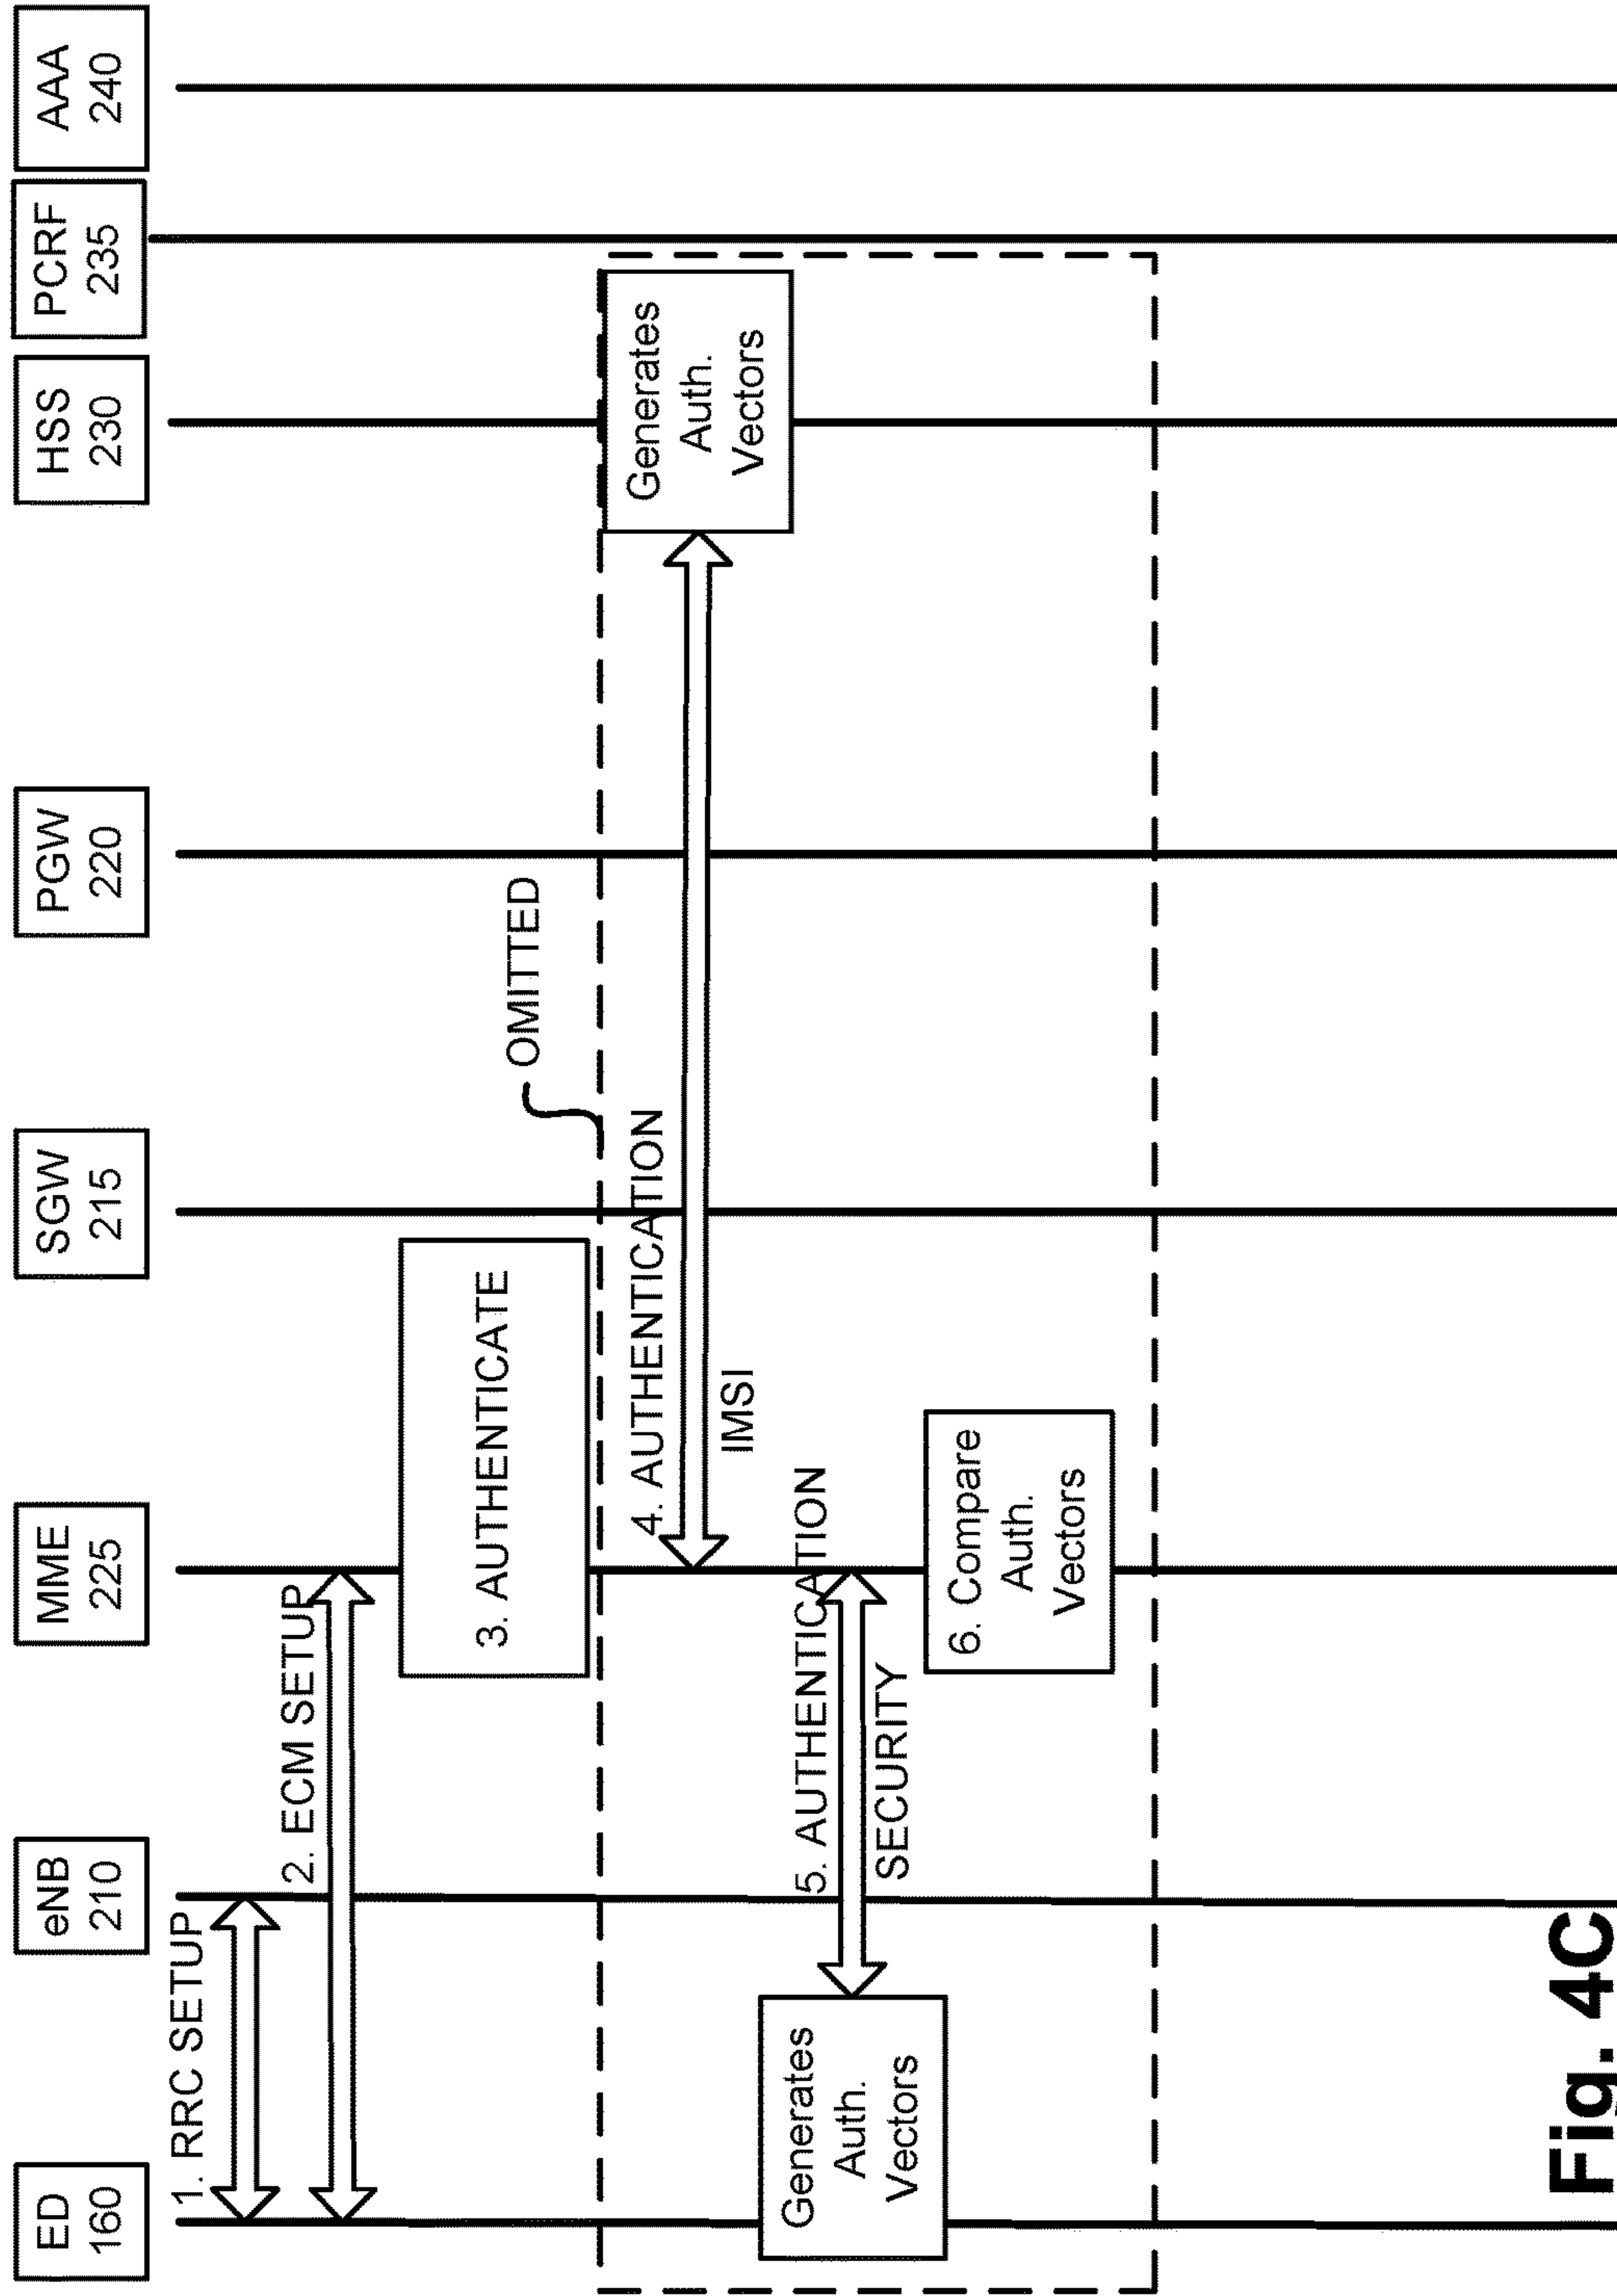 ED
160
eNB
210
MME
225
SGW
215
PGW
220
HSS
230
PCRF
235
AAA
240
1. RRC SETUP
2. ECM SETUP
3. AUTHENTICATE
OMITTED
4. AUTHENTICATION
IMSI
Generates
Auth.
Vectors
5. AUTHENTICATION
SECURITY
Generates
Auth.
Vectors
6. Compare
Auth.
Vectors
Fig. 4C